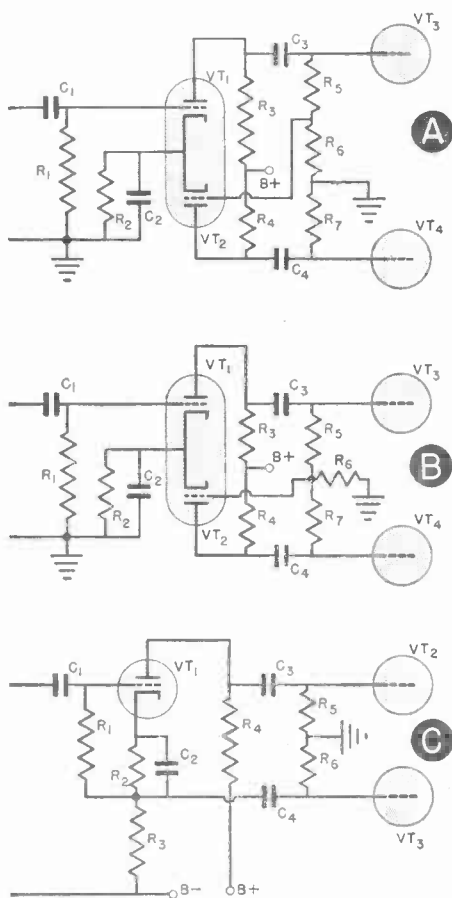 C₃
VT₃
VT₁
C₁
R₃
R₅
A
R₁
B+
R₆
R₂
C₂
R₄
R₇
VT₂
C₄
VT₄
VT₁
C₃
VT₃
C₁
R₃
R₅
B+
R₆
B
R₁
C₂
R₂
R₄
R₇
VT₂
C₄
VT₄
C₁
VT₁
C₃
VT₂
R₁
R₄
R₅
C
R₂
C₂
R₆
C₄
R₃
VT₃
B-
B+